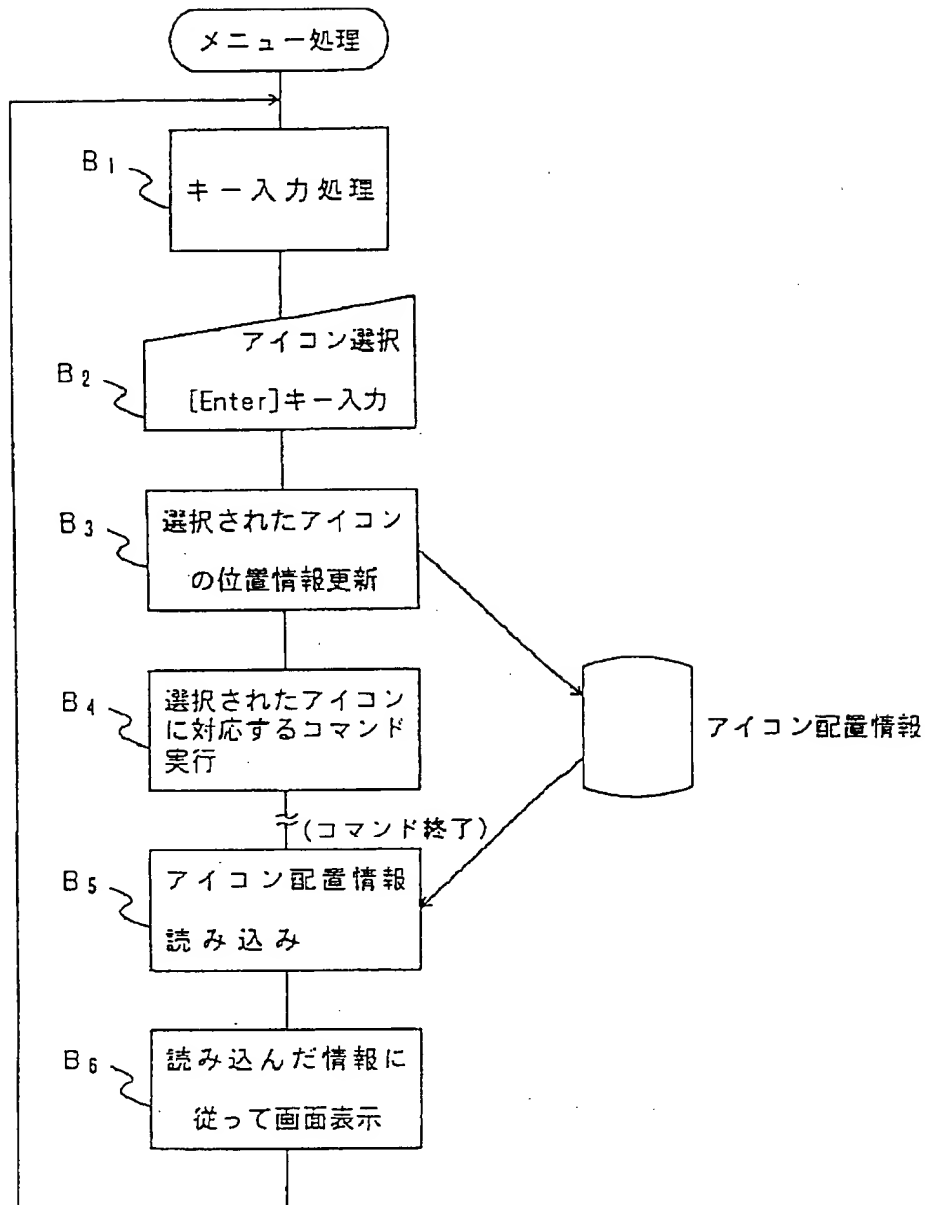 メニュー処理
B1
キー入力処理
B2
アイコン選択
[Enter]キー入力
B3
選択されたアイコン
の位置情報更新
B4
選択されたアイコン
に対応するコマンド
実行
アイコン配置情報
(コマンド終了)
B5
アイコン配置情報
読み込み
B6
読み込んだ情報に
従って画面表示